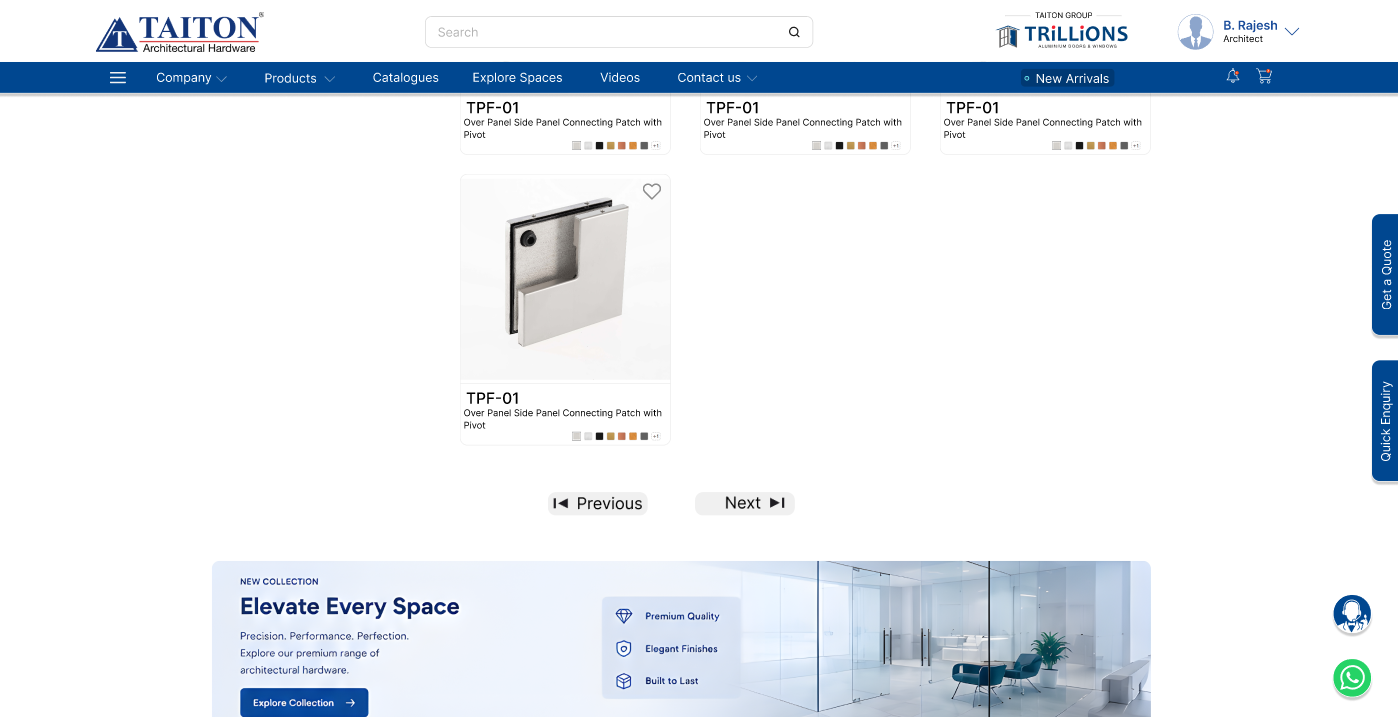 TAITON®
Architectural Hardware
Search
TAITON GROUP
TRiLLiONS
ALUMINIUM DOORS & WINDOWS
B. Rajesh
Architect
Company
Products
Catalogues
Explore Spaces
Videos
Contact us
New Arrivals
TPF-01
Over Panel Side Panel Connecting Patch with
Pivot
+1
TPF-01
Over Panel Side Panel Connecting Patch with
Pivot
+1
TPF-01
Over Panel Side Panel Connecting Patch with
Pivot
+1
TPF-01
Over Panel Side Panel Connecting Patch with
Pivot
+1
Get a Quote
Quick Enquiry
Previous
Next
NEW COLLECTION
Elevate Every Space
Precision. Performance. Perfection.
Explore our premium range of
architectural hardware.
Explore Collection
Premium Quality
Elegant Finishes
Built to Last